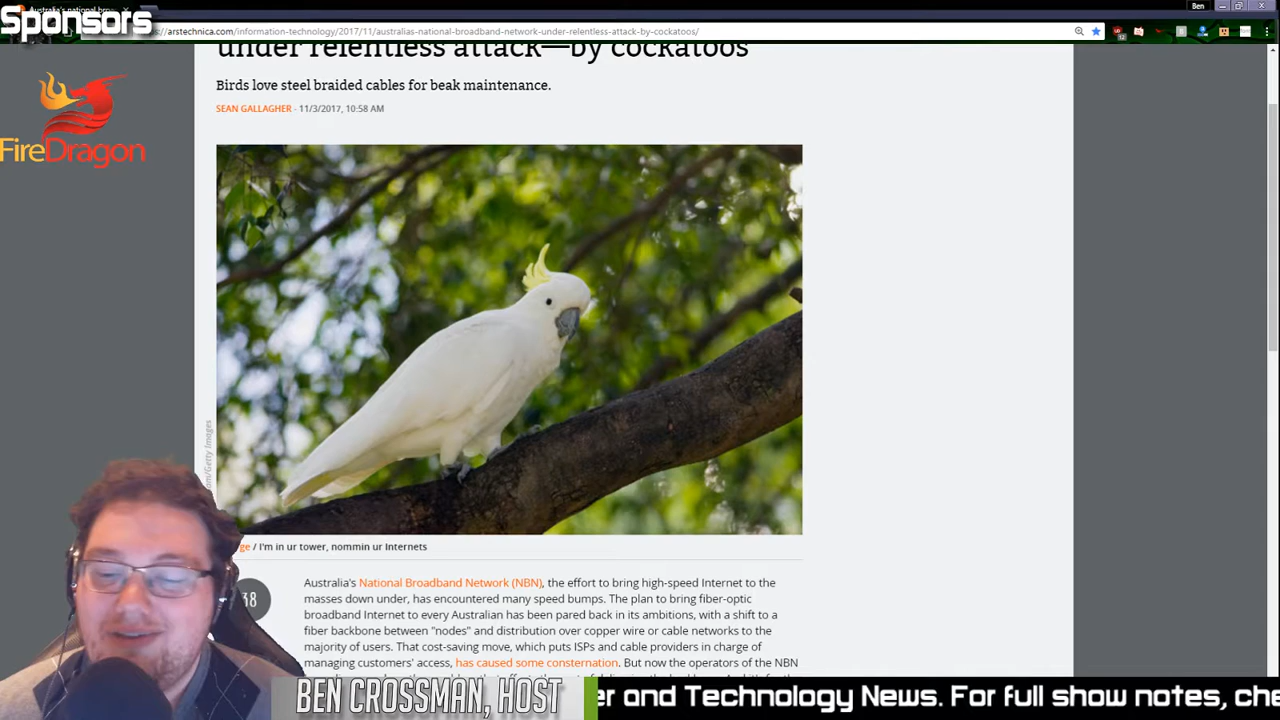 Sponsors
Australia's national broa
Ben
arstechnica.com/information-technology/2017/11/australias-national-broadband-network-under-relentless-attack-by-cockatoos/
under relentless attack—by cockatoos
Birds love steel braided cables for beak maintenance.
SEAN GALLAGHER - 11/3/2017, 10:58 AM
FireDragon
/Getty Images
ge / I'm in ur tower, nommin ur Internets
38
Australia's National Broadband Network (NBN), the effort to bring high-speed Internet to the
masses down under, has encountered many speed bumps. The plan to bring fiber-optic
broadband Internet to every Australian has been pared back in its ambitions, with a shift to a
fiber backbone between "nodes" and distribution over copper wire or cable networks to the
majority of users. That cost-saving move, which puts ISPs and cable providers in charge of
managing customers' access, has caused some consternation. But now the operators of the NBN
BEN CROSSMAN, HOST
er and Technology News. For full show notes, che